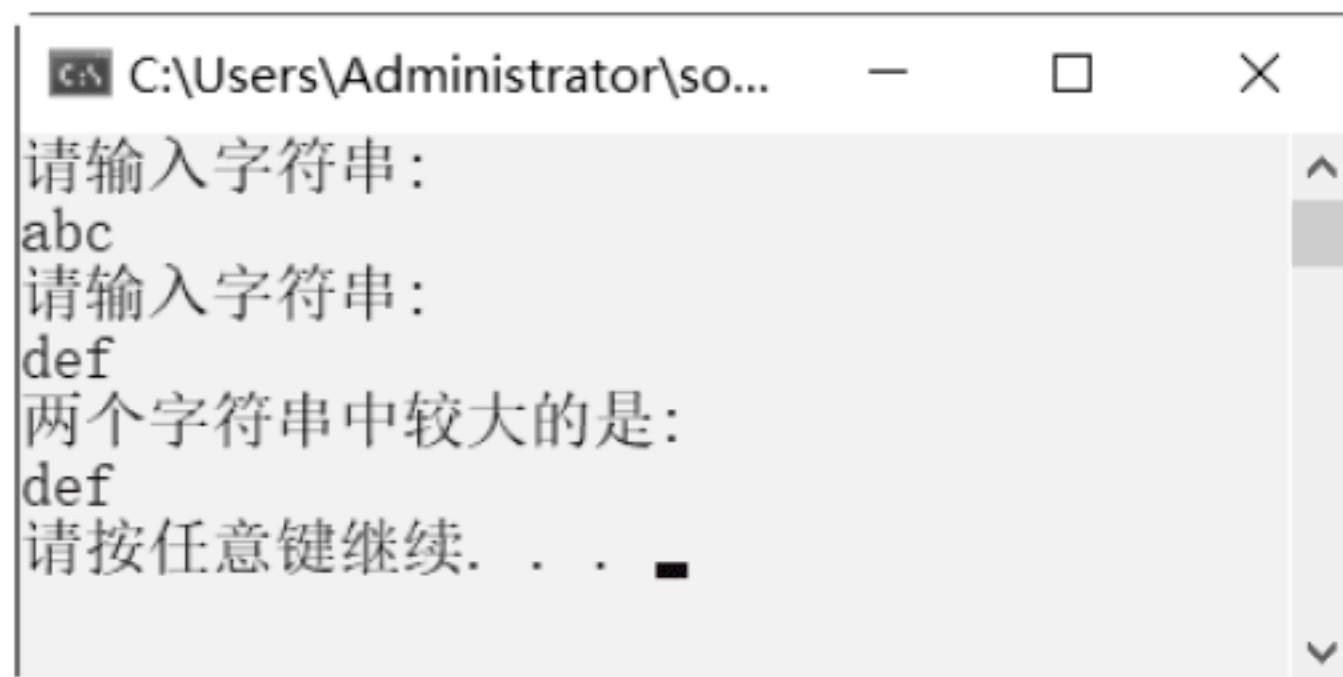 C:\Users\Administrator\so...
请输入字符串:
abc
请输入字符串:
def
两个字符串中较大的是:
def
请按任意键继续. . .